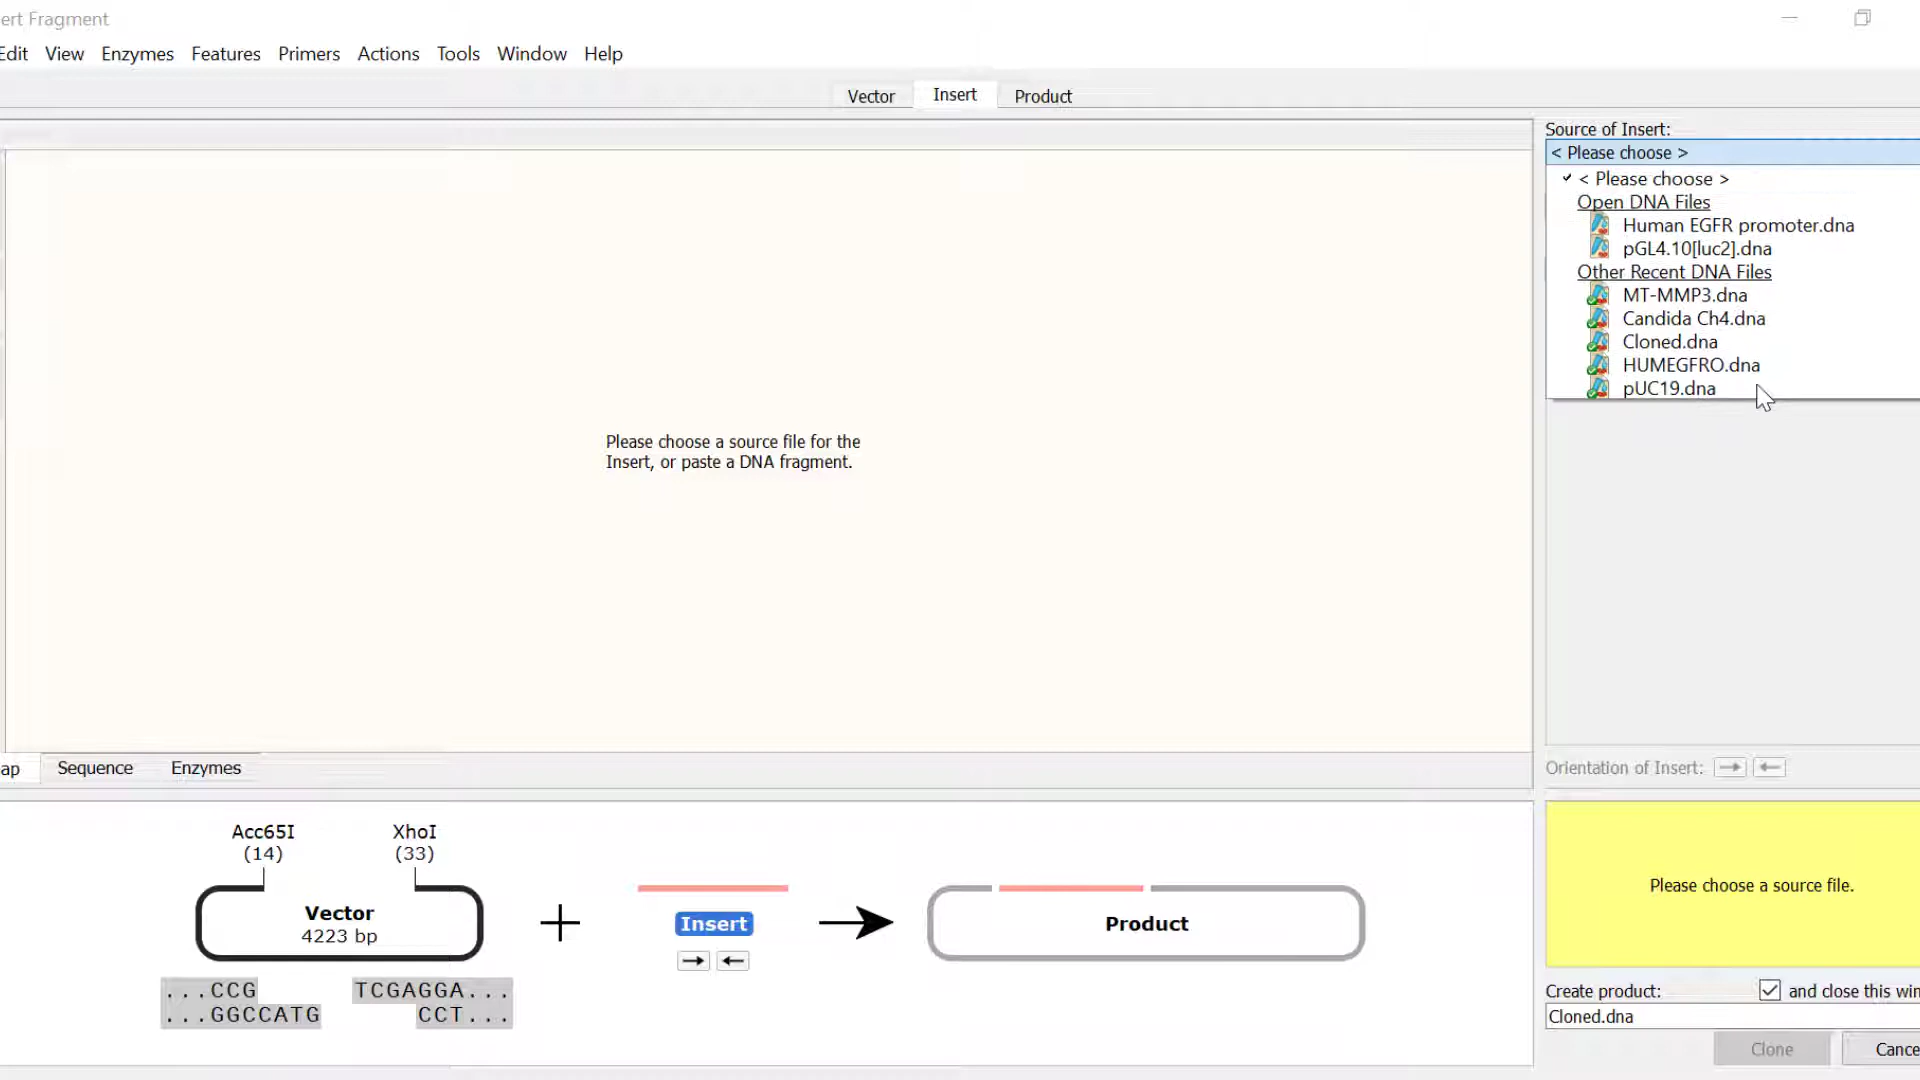 ert Fragment
Edit View Enzymes Features Primers Actions Tools Window Help
Vector Insert Product
Source of Insert:
< Please choose >
✓ < Please choose >
Open DNA Files
Human EGFR promoter.dna
pGL4.10[luc2].dna
Other Recent DNA Files
MT-MMP3.dna
Candida Ch4.dna
Cloned.dna
HUMEGFRO.dna
pUC19.dna
Please choose a source file for the
Insert, or paste a DNA fragment.
ap Sequence Enzymes
Orientation of Insert:
Acc65I XhoI
(14) (33)
Vector
4223 bp
Insert
Product
...CCG TCGAGGA...
...GGCCATG CCT...
Please choose a source file.
Create product: and close this win
Cloned.dna
Clone Cance